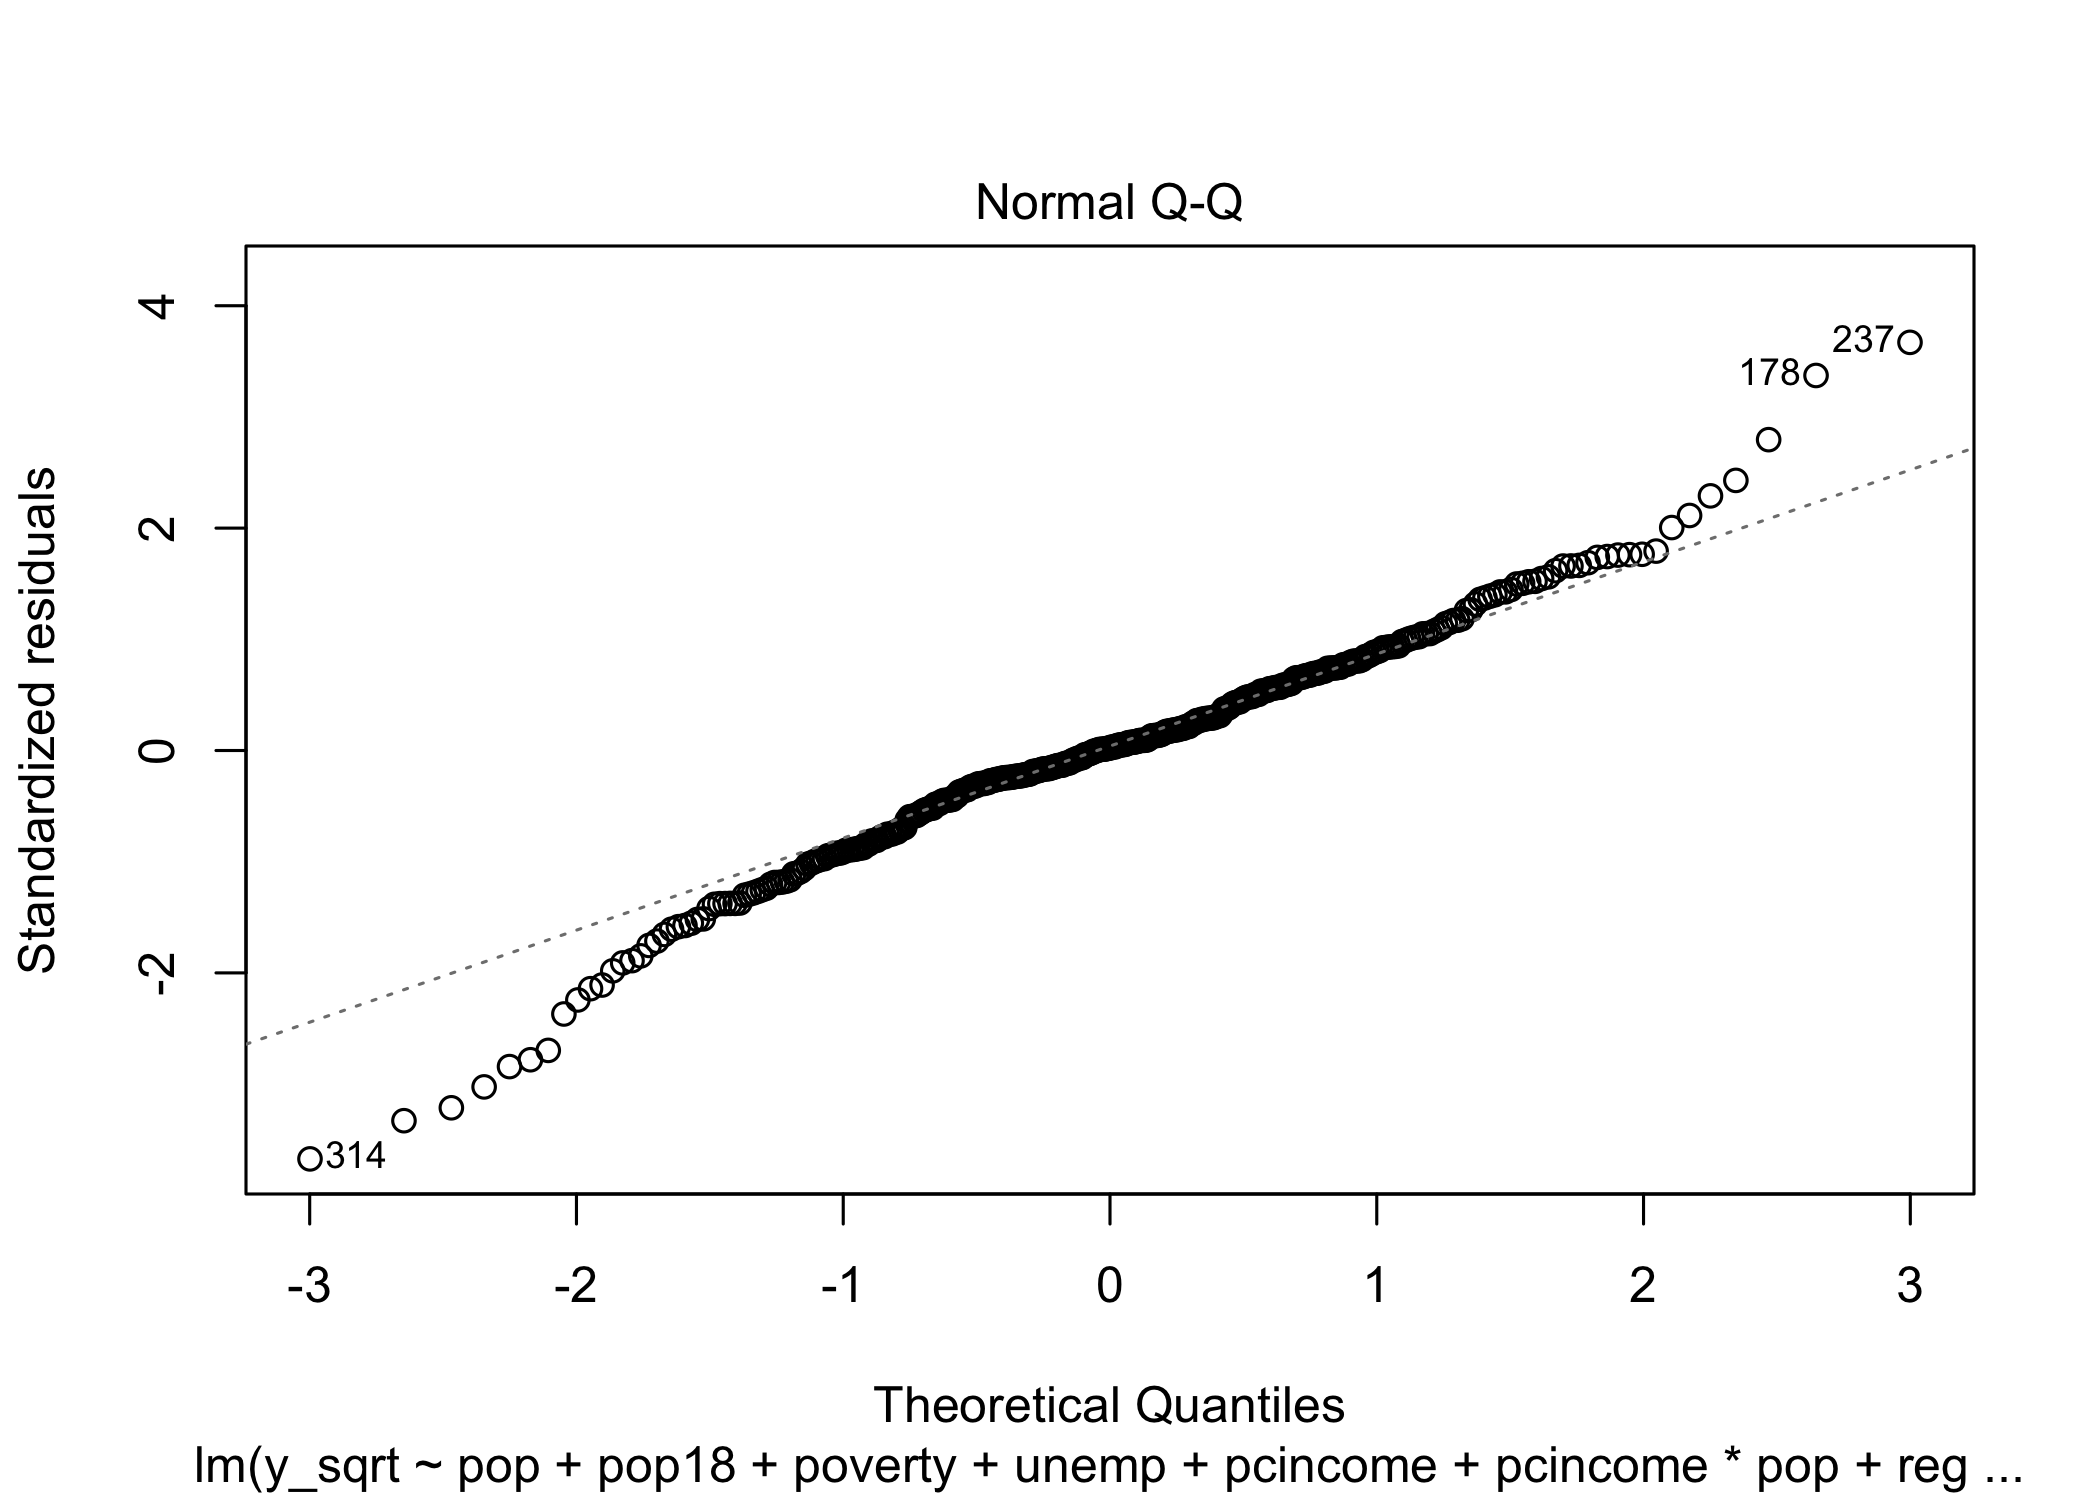 Normal Q-Q
4
2
0
-2
Standardized residuals
237
178
314
-3 -2 -1 0 1 2 3
Theoretical Quantiles
lm(y_sqrt ~ pop + pop18 + poverty + unemp + pcincome + pcincome * pop + reg ...